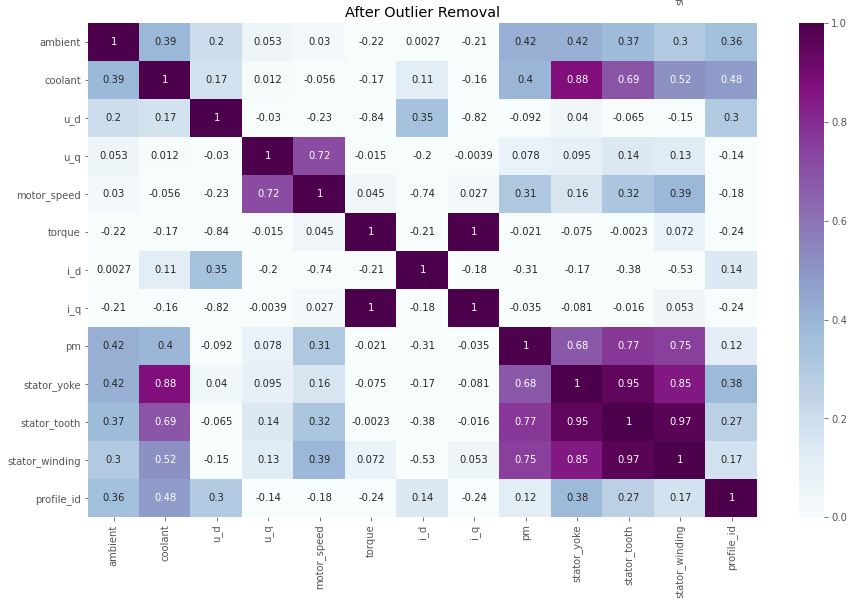 After Outlier Removal
ambient 1 0.39 0.2 0.053 0.03 -0.22 0.0027 -0.21 0.42 0.42 0.37 0.3 0.36
coolant 0.39 1 0.17 0.012 -0.056 -0.17 0.11 -0.16 0.4 0.88 0.69 0.52 0.48
u_d 0.2 0.17 1 -0.03 -0.23 -0.84 0.35 -0.82 -0.092 0.04 -0.065 -0.15 0.3
u_q 0.053 0.012 -0.03 1 0.72 -0.015 -0.2 -0.0039 0.078 0.095 0.14 0.13 -0.14
motor_speed 0.03 -0.056 -0.23 0.72 1 0.045 -0.74 0.027 0.31 0.16 0.32 0.39 -0.18
torque -0.22 -0.17 -0.84 -0.015 0.045 1 -0.21 1 -0.021 -0.075 -0.0023 0.072 -0.24
i_d 0.0027 0.11 0.35 -0.2 -0.74 -0.21 1 -0.18 -0.31 -0.17 -0.38 -0.53 0.14
i_q -0.21 -0.16 -0.82 -0.0039 0.027 1 -0.18 1 -0.035 -0.081 -0.016 0.053 -0.24
pm 0.42 0.4 -0.092 0.078 0.31 -0.021 -0.31 -0.035 1 0.68 0.77 0.75 0.12
stator_yoke 0.42 0.88 0.04 0.095 0.16 -0.075 -0.17 -0.081 0.68 1 0.95 0.85 0.38
stator_tooth 0.37 0.69 -0.065 0.14 0.32 -0.0023 -0.38 -0.016 0.77 0.95 1 0.97 0.27
stator_winding 0.3 0.52 -0.15 0.13 0.39 0.072 -0.53 0.053 0.75 0.85 0.97 1 0.17
profile_id 0.36 0.48 0.3 -0.14 -0.18 -0.24 0.14 -0.24 0.12 0.38 0.27 0.17 1
ambient coolant u_d u_q motor_speed torque i_d i_q pm stator_yoke stator_tooth stator_winding profile_id
1.0
0.8
0.6
0.4
0.2
0.0